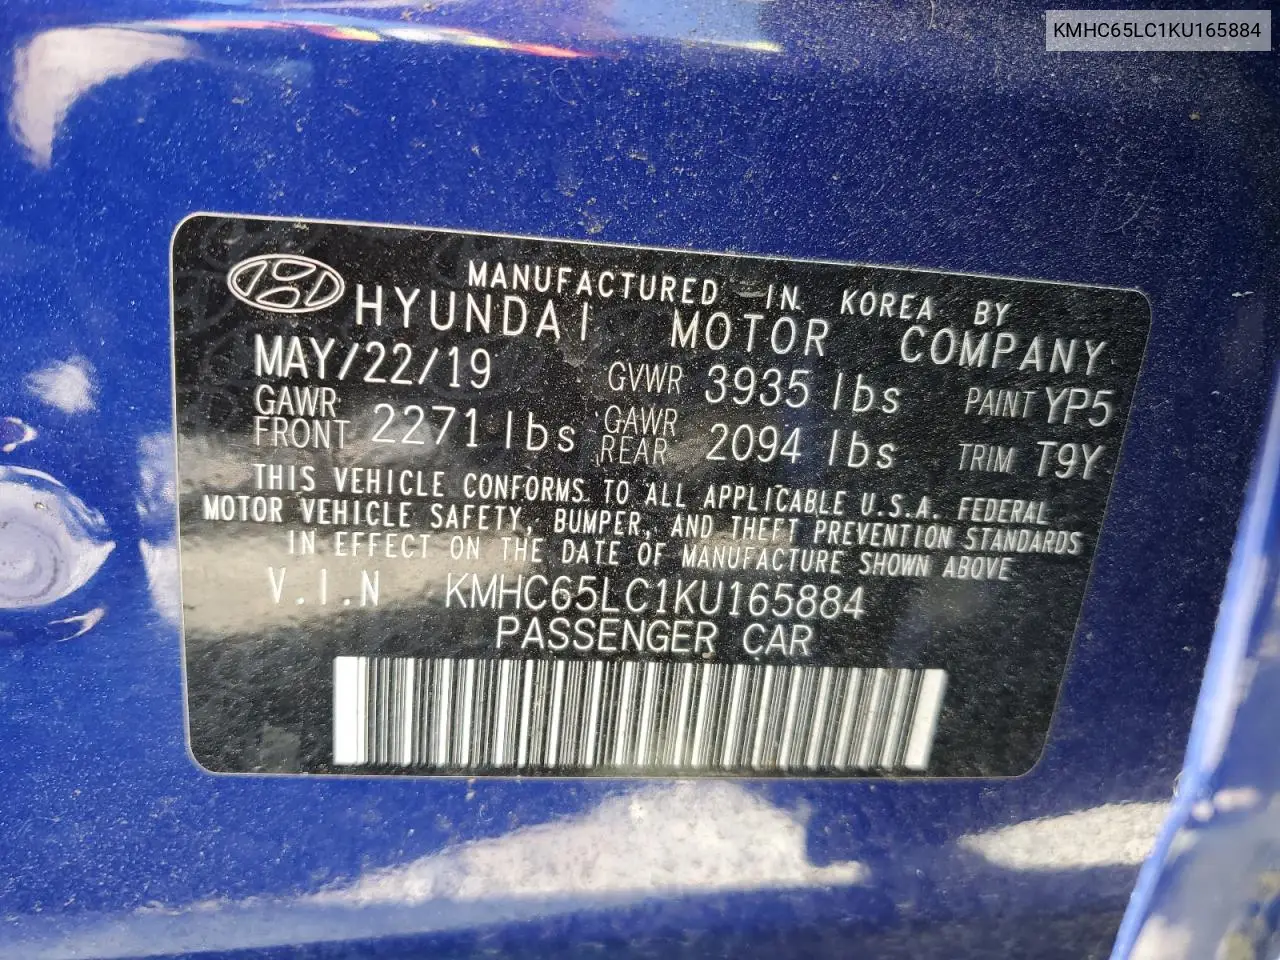 KMHC65LC1KU165884
MANUFACTURED IN KOREA BY
HYUNDAI MOTOR COMPANY
MAY/22/19 GVWR 3935 lbs PAINT YP5
GAWR FRONT 2271 lbs GAWR REAR 2094 lbs TRIM T9Y
THIS VEHICLE CONFORMS TO ALL APPLICABLE U.S.A. FEDERAL
MOTOR VEHICLE SAFETY, BUMPER, AND THEFT PREVENTION STANDARDS
IN EFFECT ON THE DATE OF MANUFACTURE SHOWN ABOVE
V.I.N KMHC65LC1KU165884
PASSENGER CAR